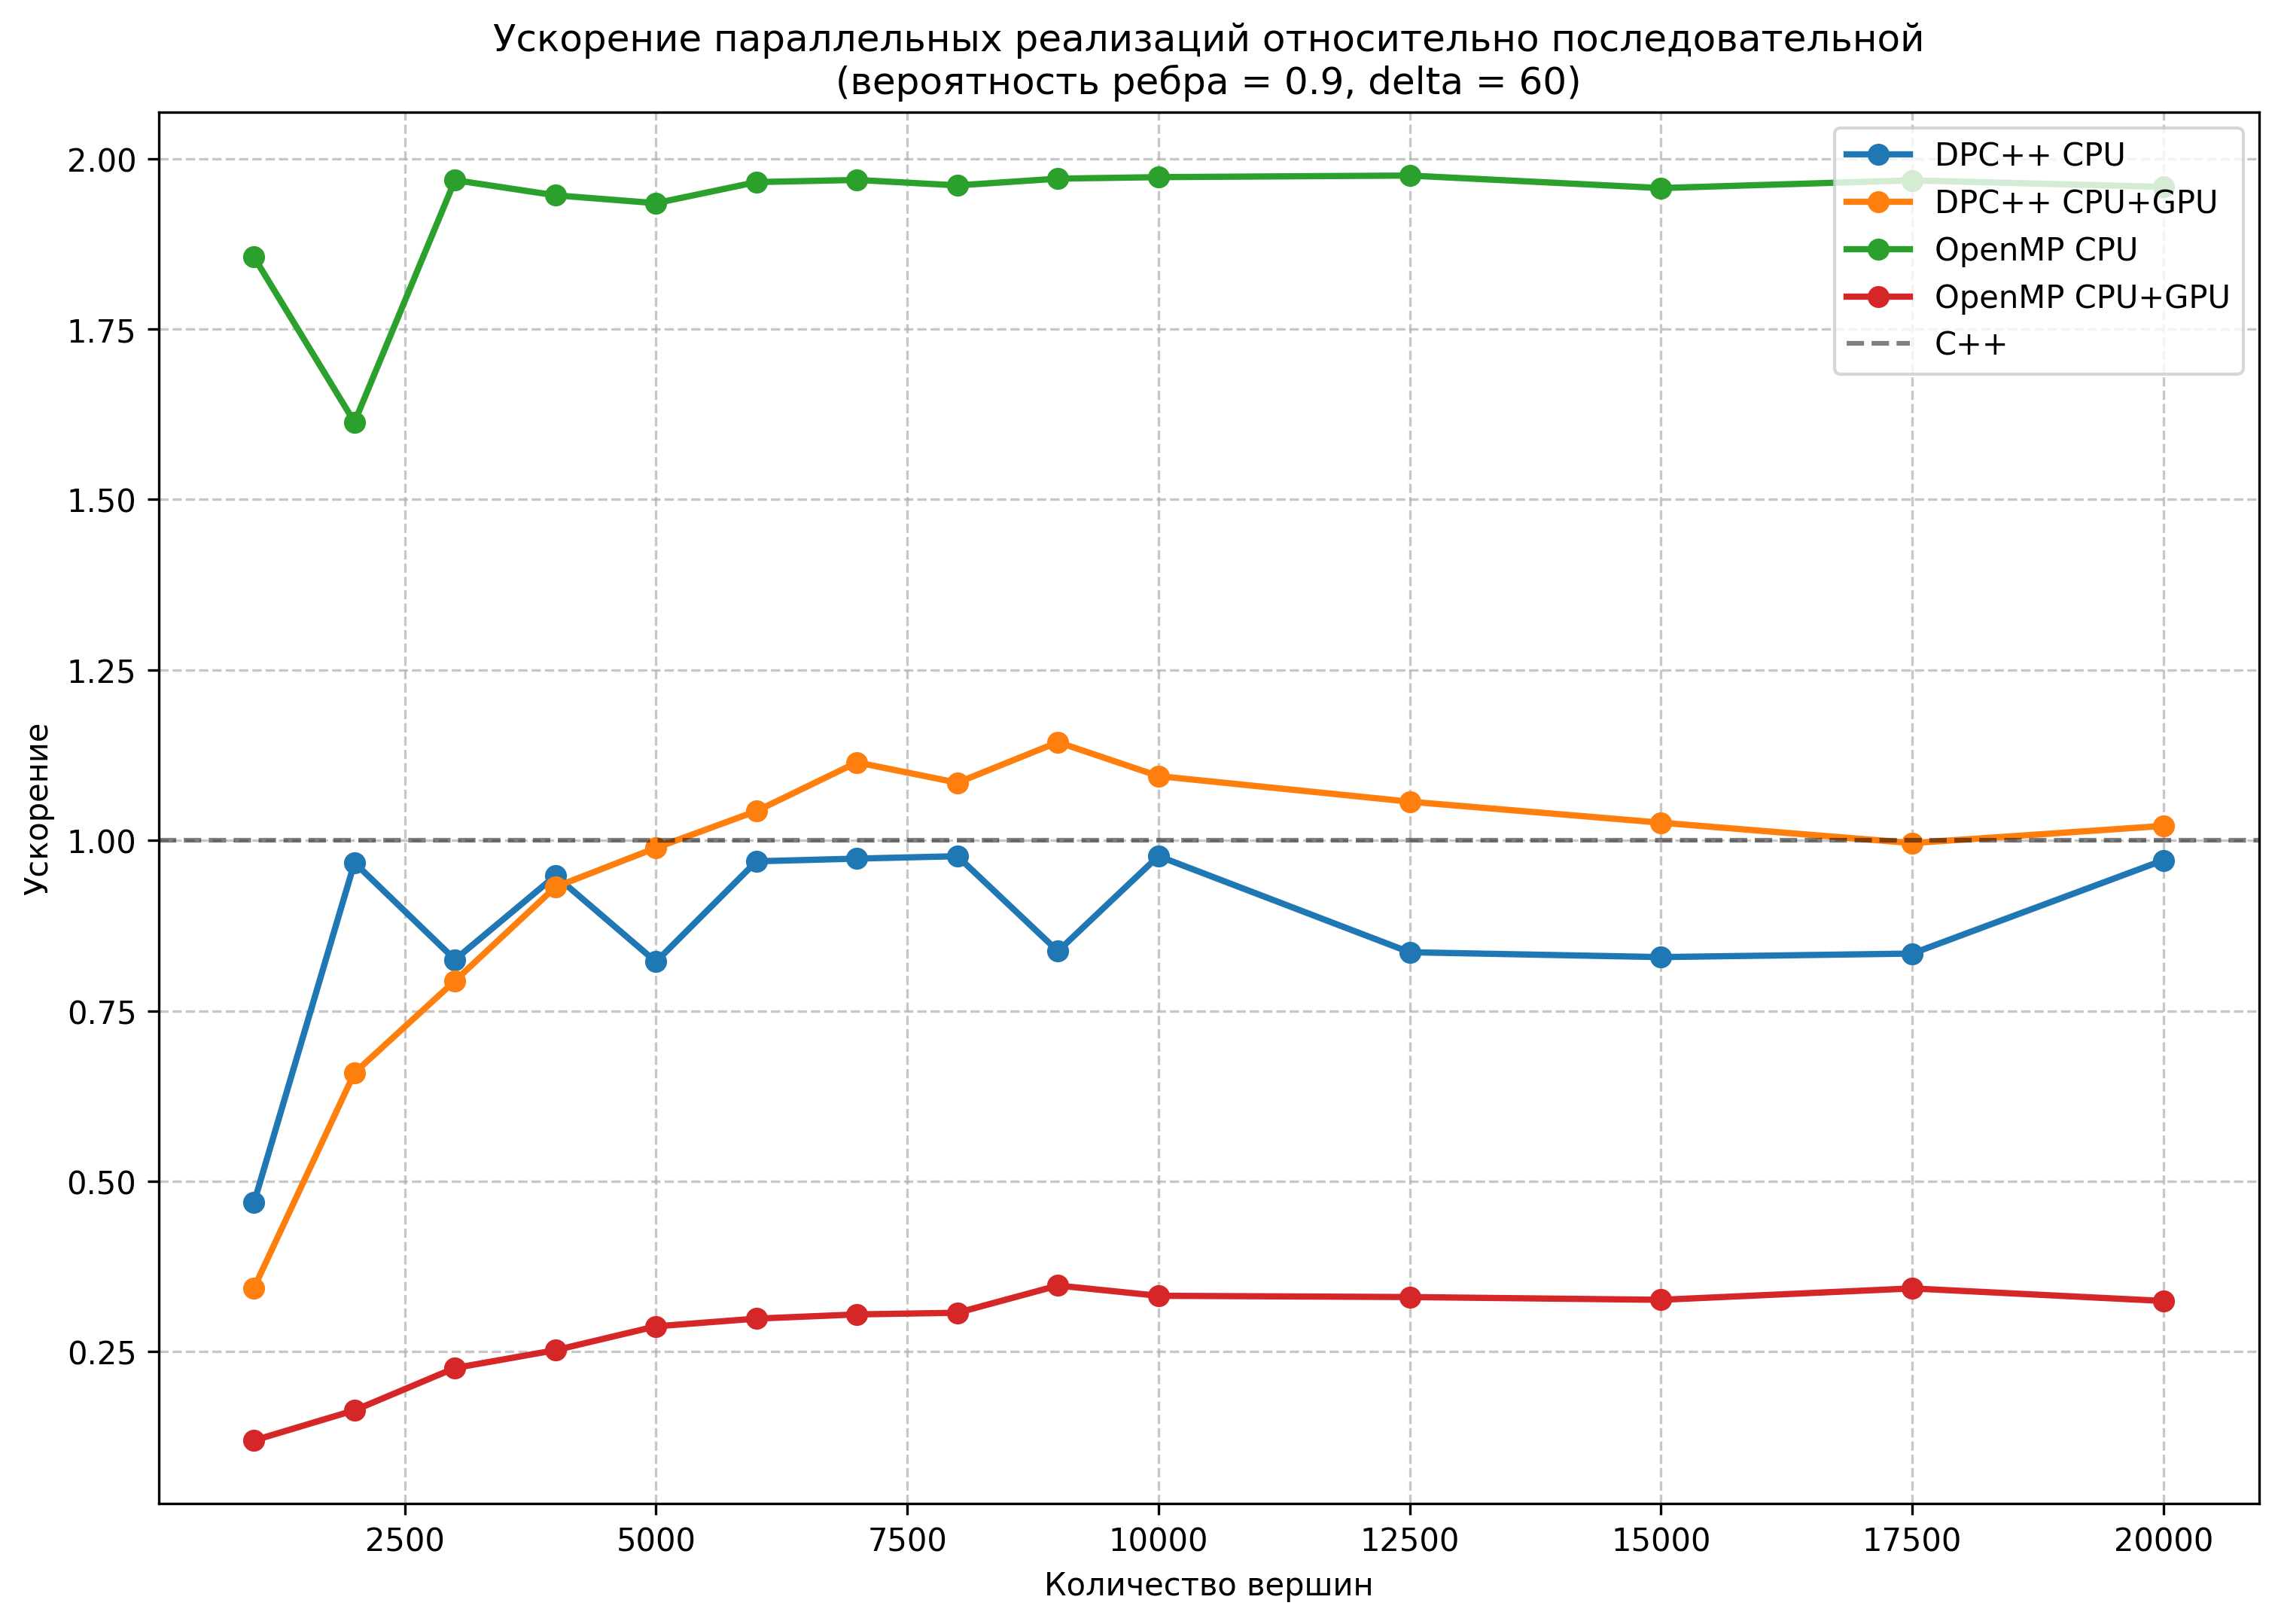 Ускорение параллельных реализаций относительно последовательной
(вероятность ребра = 0.9, delta = 60)
DPC++ CPU
DPC++ CPU+GPU
OpenMP CPU
OpenMP CPU+GPU
C++
Ускорение
2.00
1.75
1.50
1.25
1.00
0.75
0.50
0.25
2500
5000
7500
10000
12500
15000
17500
20000
Количество вершин